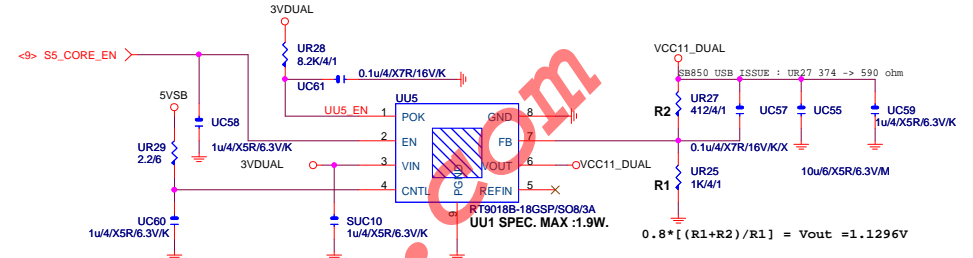 3VDUAL
<9> S5_CORE_EN
UR28
8.2K/4/1
VCC11_DUAL
0.1u/4/X7R/16V/K
UC61
SB850 USB ISSUE : UR27 374 -> 590 ohm
5VSB
UU5
UU5_EN
1 POK GND 8
2 EN FB 7
3 VIN VOUT 6
4 CNTL REFIN 5
PGND
9
UC58
1u/4/X5R/6.3V/K
UR29
2.2/6
3VDUAL
VCC11_DUAL
R2
UR27
412/4/1
UC57
UC55
UC59
1u/4/X5R/6.3V/K
0.1u/4/X7R/16V/K/X
R1
UR25
1K/4/1
10u/6/X5R/6.3V/M
RT9018B-18GSP/SO8/3A
UU1 SPEC. MAX :1.9W.
UC60
1u/4/X5R/6.3V/K
SUC10
1u/4/X5R/6.3V/K
0.8*[(R1+R2)/R1] = Vout =1.1296V
.com